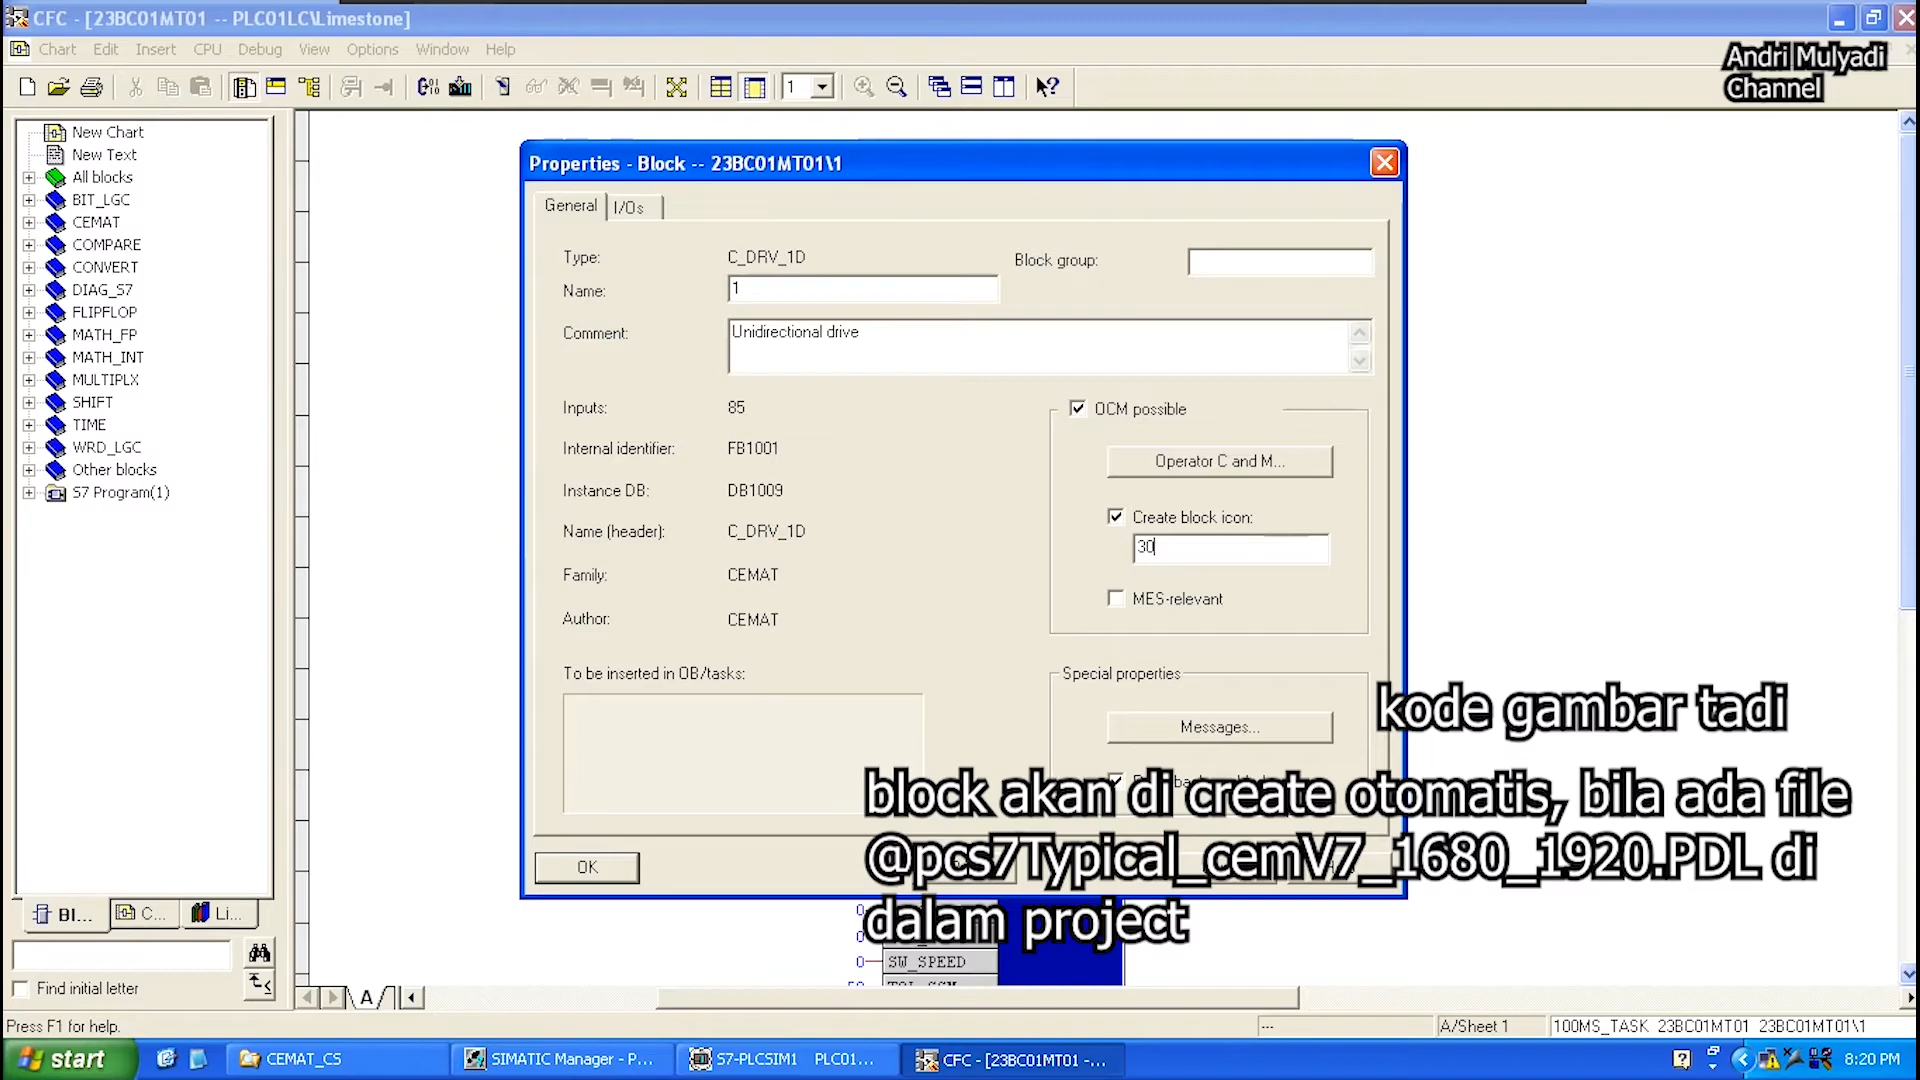 CFC - [23BC01MT01 -- PLC01LC\Limestone]
Chart Edit Insert CPU Debug View Options Window Help
Andri Mulyadi
Channel
1
New Chart
New Text
All blocks
BIT_LGC
CEMAT
COMPARE
CONVERT
DIAG_S7
FLIPFLOP
MATH_FP
MATH_INT
MULTIPLX
SHIFT
TIME
WRD_LGC
Other blocks
S7 Program(1)
Properties - Block -- 23BC01MT01\1
General I/Os
Type: C_DRV_1D Block group:
Name: 1
Comment: Unidirectional drive
Inputs: 85
OCM possible
Internal identifier: FB1001
Operator C and M...
Instance DB: DB1009
Create block icon:
Name (header): C_DRV_1D
30
Family: CEMAT
MES-relevant
Author: CEMAT
To be inserted in OB/tasks:
Special properties
Messages...
OK
kode gambar tadi
block akan di create otomatis, bila ada file
@pcs7Typical_cemV7_1680_1920.PDL di
dalam project
BI... C... Li...
0
0
0 SW_SPEED
Find initial letter
A
Press F1 for help.
--- A/Sheet 1 100MS_TASK 23BC01MT01 23BC01MT01\1
start CEMAT_CS SIMATIC Manager - P... S7-PLCSIM1 PLC01... CFC - [23BC01MT01 -... 8:20 PM